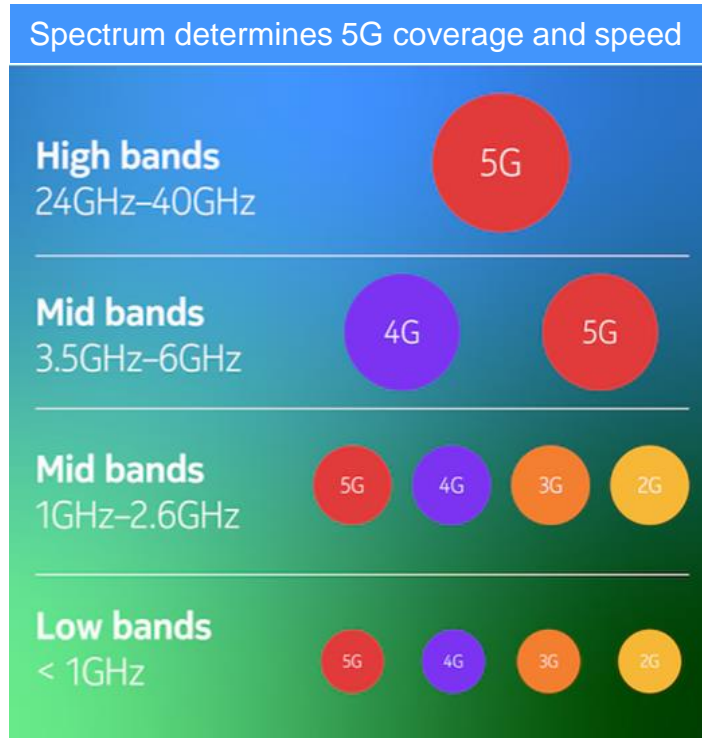 Spectrum determines 5G coverage and speed
High bands
24GHz–40GHz
5G
Mid bands
3.5GHz–6GHz
4G 5G
Mid bands
1GHz–2.6GHz
5G 4G 3G 2G
Low bands
< 1GHz
5G 4G 3G 2G